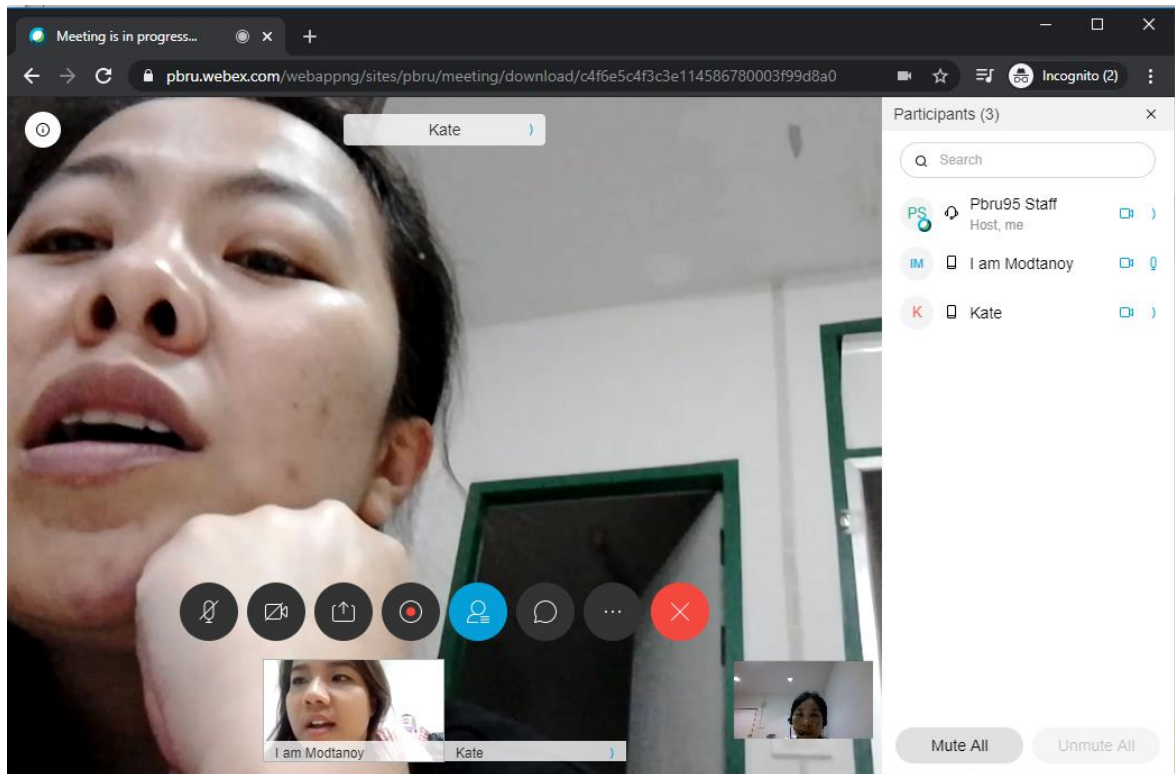 Meeting is in progress...
pbru.webex.com/webappng/sites/pbru/meeting/download/c4f6e5c4f3c3e114586780003f99d8a0
Incognito (2)
Kate
Participants (3)
Search
PS
Pbru95 Staff
Host, me
IM
I am Modtanoy
K
Kate
I am Modtanoy
Kate
Mute All
Unmute All